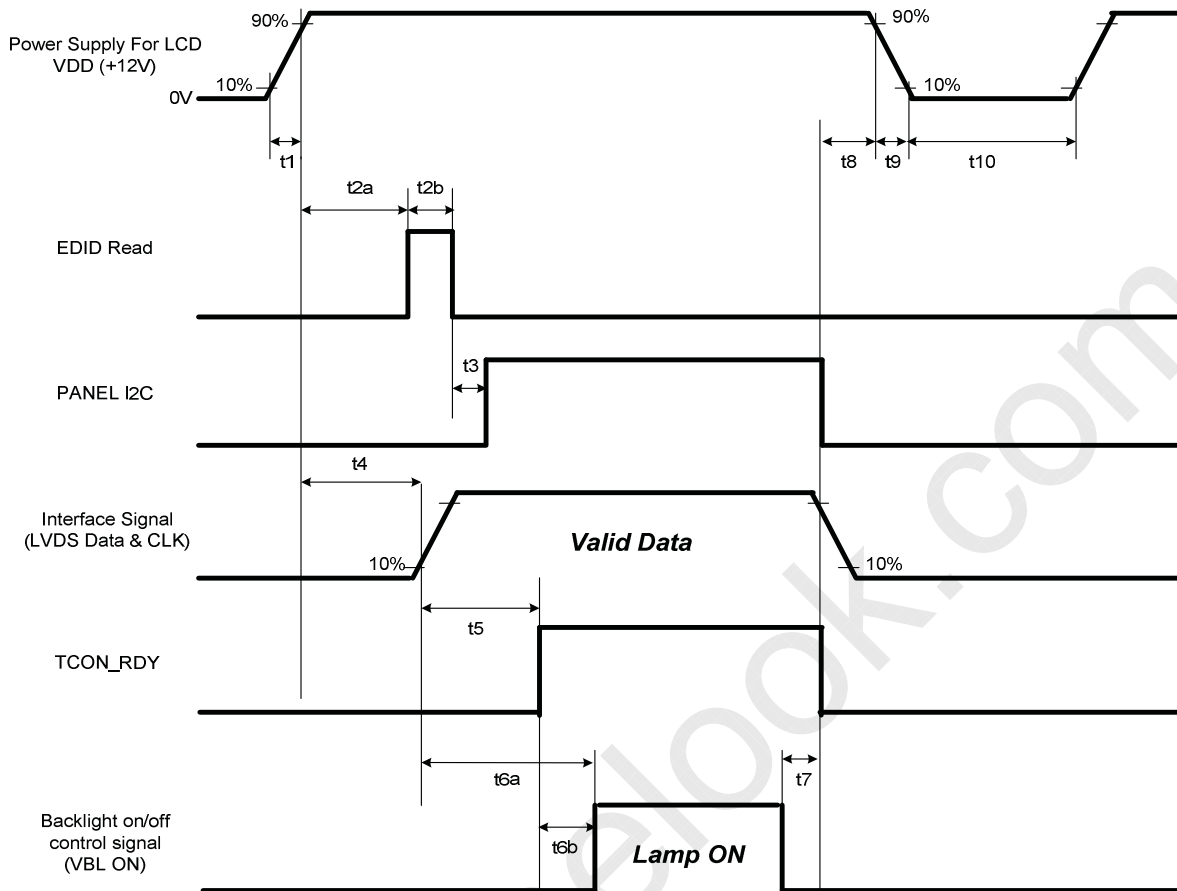 90%
90%
Power Supply For LCD
VDD (+12V)
10%
10%
0V
t1
t8
t9
t10
t2a
t2b
EDID Read
t3
PANEL I2C
t4
Interface Signal
(LVDS Data & CLK)
Valid Data
10%
10%
t5
TCON_RDY
t6a
t7
Backlight on/off
control signal
(VBL ON)
t6b
Lamp ON
elook.com